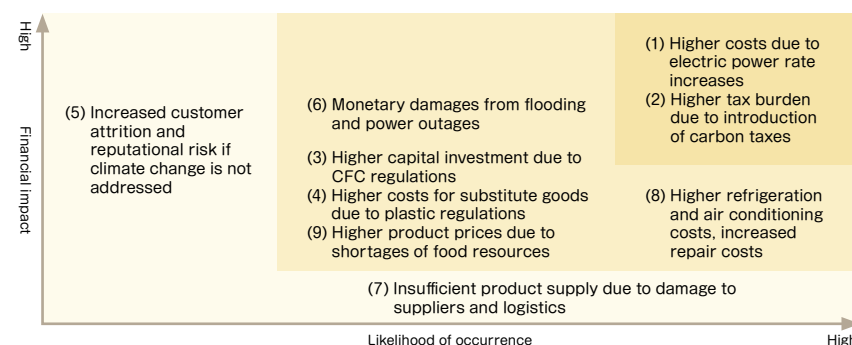 High
Financial impact
(5) Increased customer
attrition and
reputational risk if
climate change is not
addressed
(6) Monetary damages from flooding
and power outages
(3) Higher capital investment due to
CFC regulations
(4) Higher costs for substitute goods
due to plastic regulations
(9) Higher product prices due to
shortages of food resources
(1) Higher costs due to
electric power rate
increases
(2) Higher tax burden
due to introduction
of carbon taxes
(8) Higher refrigeration
and air conditioning
costs, increased
repair costs
(7) Insufficient product supply due to damage to
suppliers and logistics
Likelihood of occurrence
High